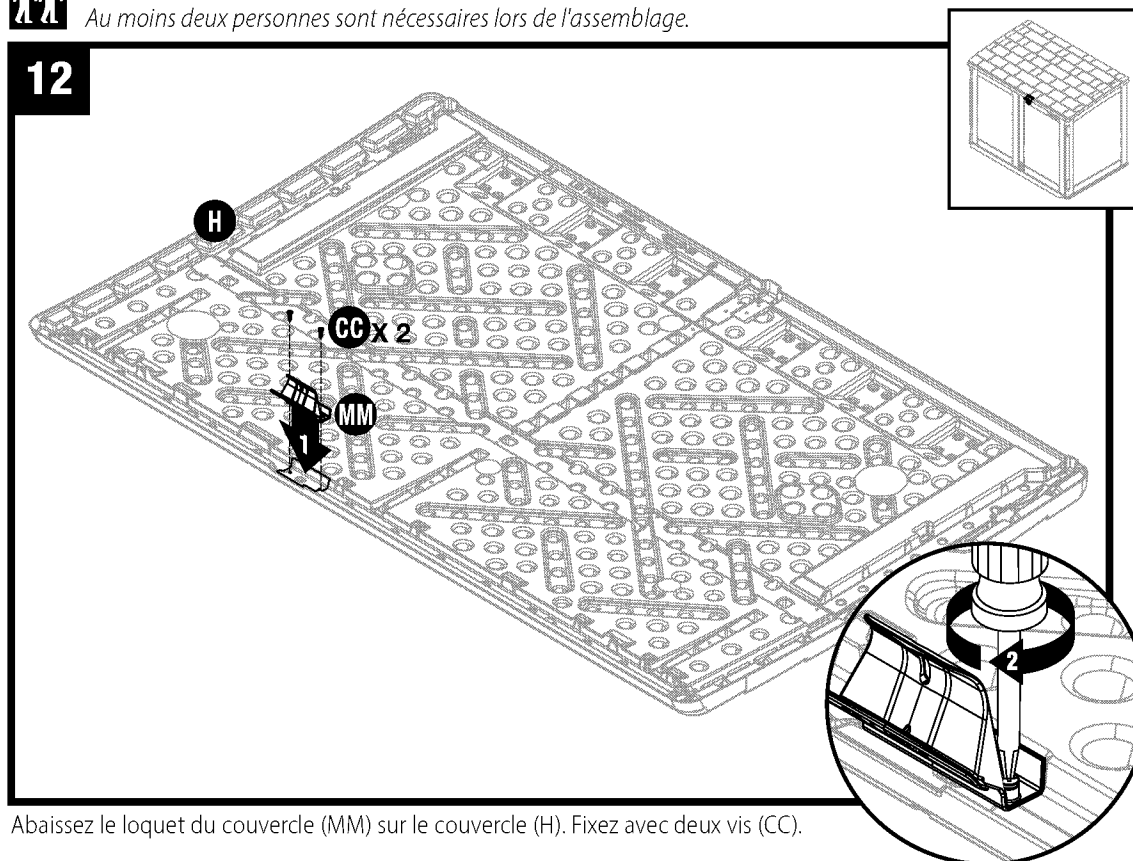 Au moins deux personnes sont nécessaires lors de l'assemblage.
12
H
CC X 2
MM
1
2
Abaissez le loquet du couvercle (MM) sur le couvercle (H). Fixez avec deux vis (CC).